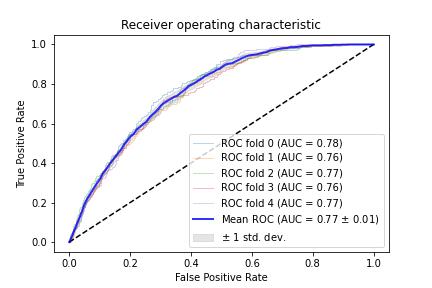 Receiver operating characteristic
True Positive Rate
1.0
0.8
0.6
0.4
0.2
0.0
ROC fold 0 (AUC = 0.78)
ROC fold 1 (AUC = 0.76)
ROC fold 2 (AUC = 0.77)
ROC fold 3 (AUC = 0.76)
ROC fold 4 (AUC = 0.77)
Mean ROC (AUC = 0.77 ± 0.01)
± 1 std. dev.
0.0 0.2 0.4 0.6 0.8 1.0
False Positive Rate